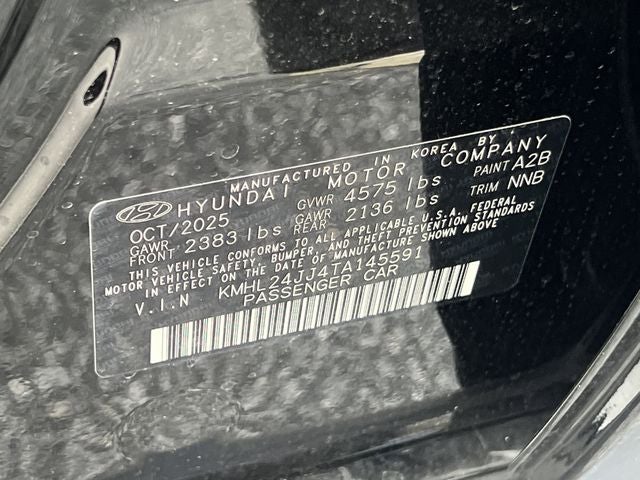 MANUFACTURED IN KOREA BY
HYUNDAI MOTOR COMPANY
OCT/2025 GVWR 4575 lbs PAINT A2B
GAWR FRONT 2383 lbs GAWR REAR 2136 lbs TRIM NNB
THIS VEHICLE CONFORMS TO ALL APPLICABLE U.S.A. FEDERAL
MOTOR VEHICLE SAFETY, BUMPER, AND THEFT PREVENTION STANDARDS
IN EFFECT ON THE DATE OF MANUFACTURE SHOWN ABOVE.
V.I.N KMHL24JJ4TA145591
PASSENGER CAR